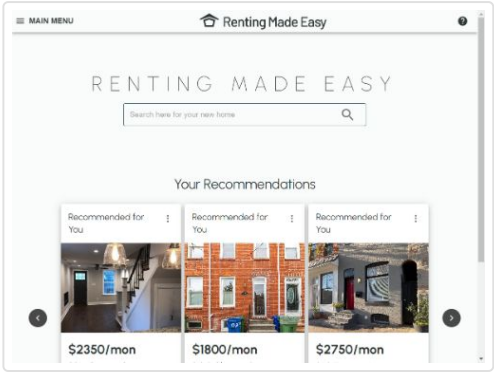 MAIN MENU
Renting Made Easy
RENTING MADE EASY
Search here for your new home
Your Recommendations
Recommended for You
Recommended for You
Recommended for You
$2350/mon
$1800/mon
$2750/mon